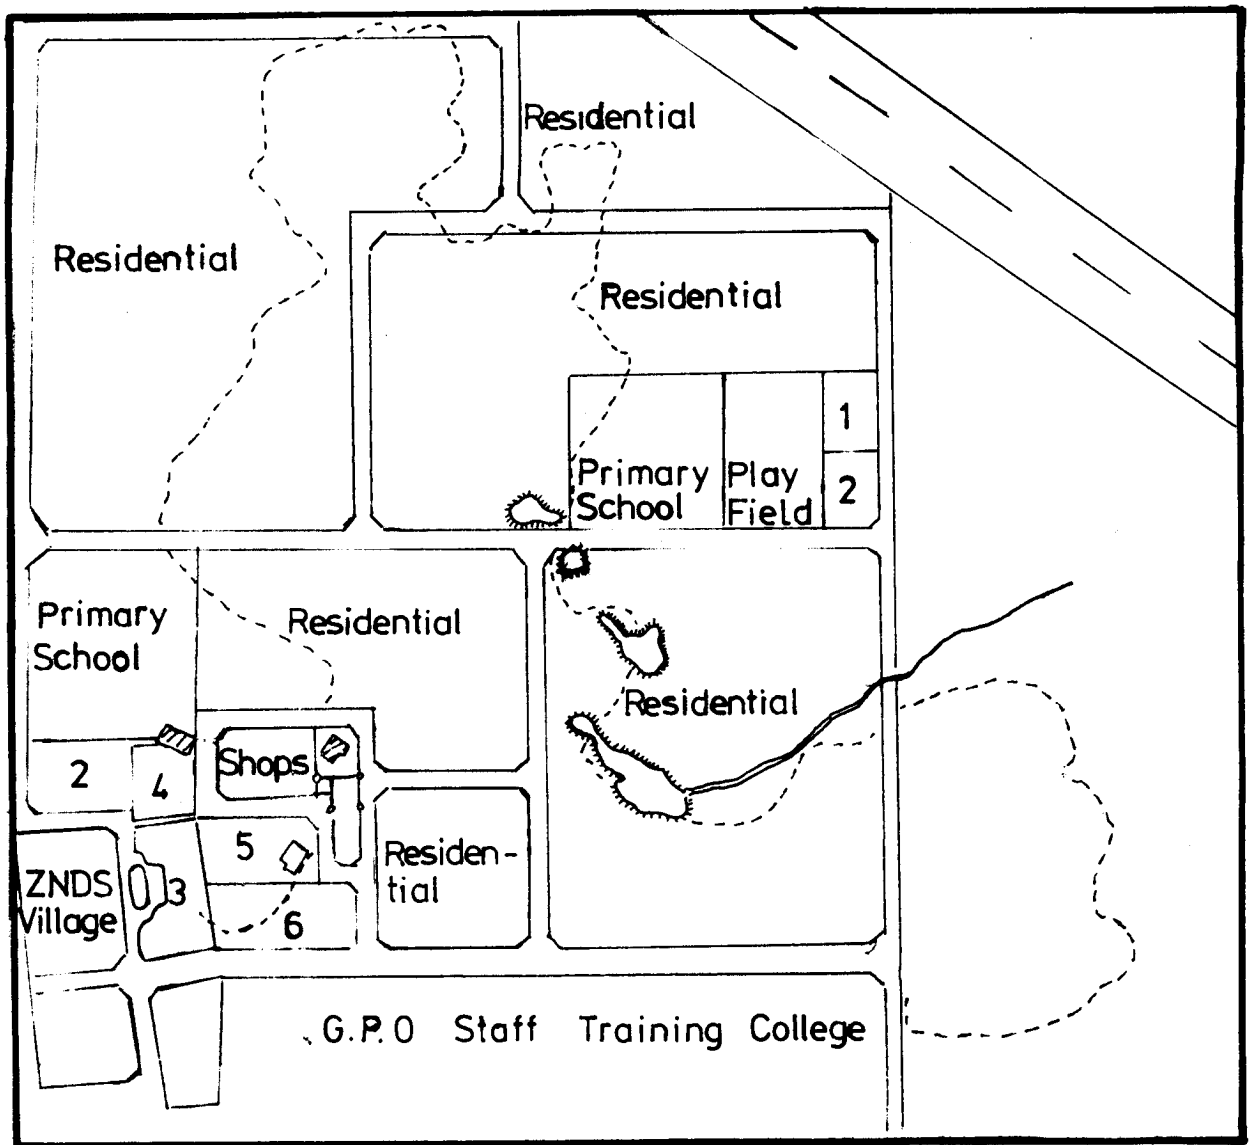 Residential
Residential
Residential
1
Primary
School
Play
Field
2
Primary
School
Residential
Residential
Shops
2
4
5
Residen-
tial
ZNDS
Village
3
6
G.P.O Staff Training College